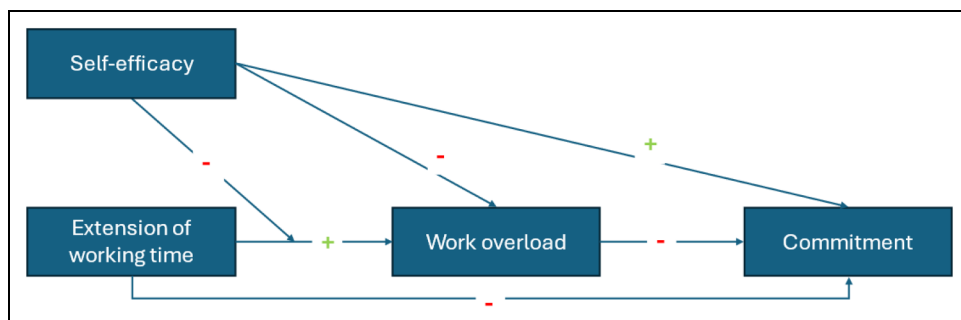 Self-efficacy
+
-
-
Extension of
working time
+
Work overload
-
Commitment
-